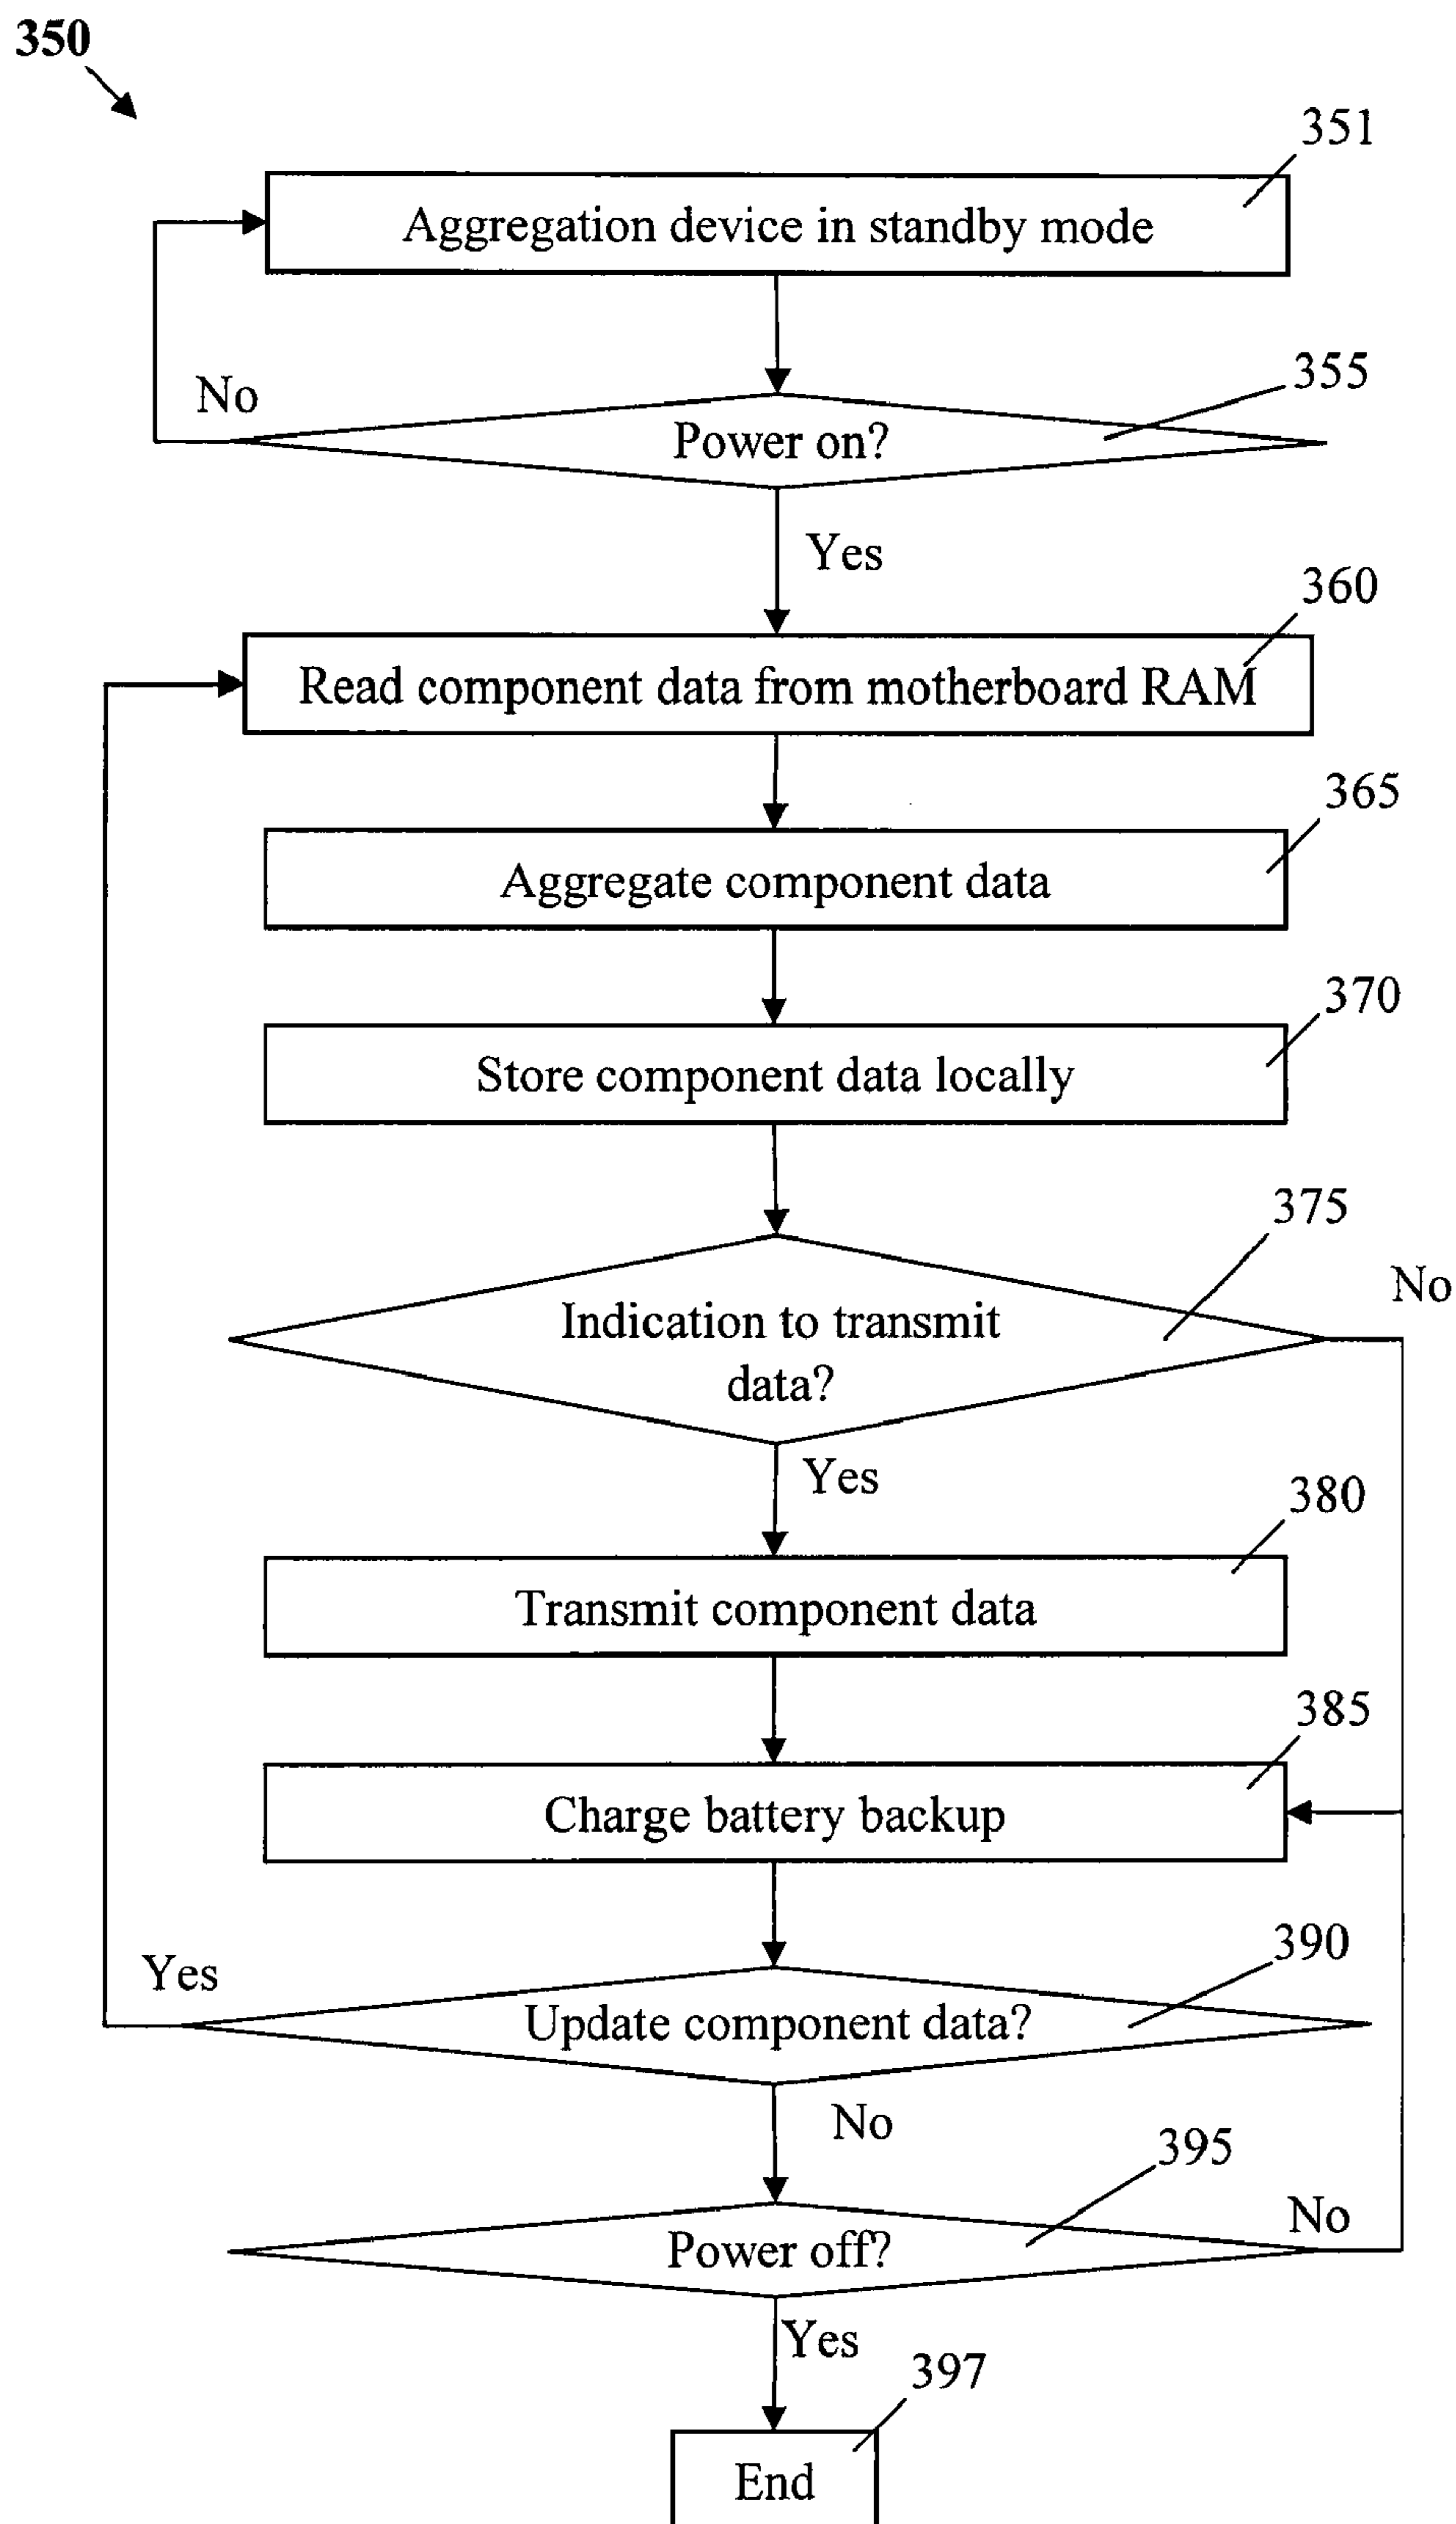 350
351
Aggregation device in standby mode
355
No
Power on?
Yes
360
Read component data from motherboard RAM
365
Aggregate component data
370
Store component data locally
375
No
Indication to transmit
data?
Yes
380
Transmit component data
385
Charge battery backup
390
Yes
Update component data?
No
395
No
Power off?
Yes
397
End